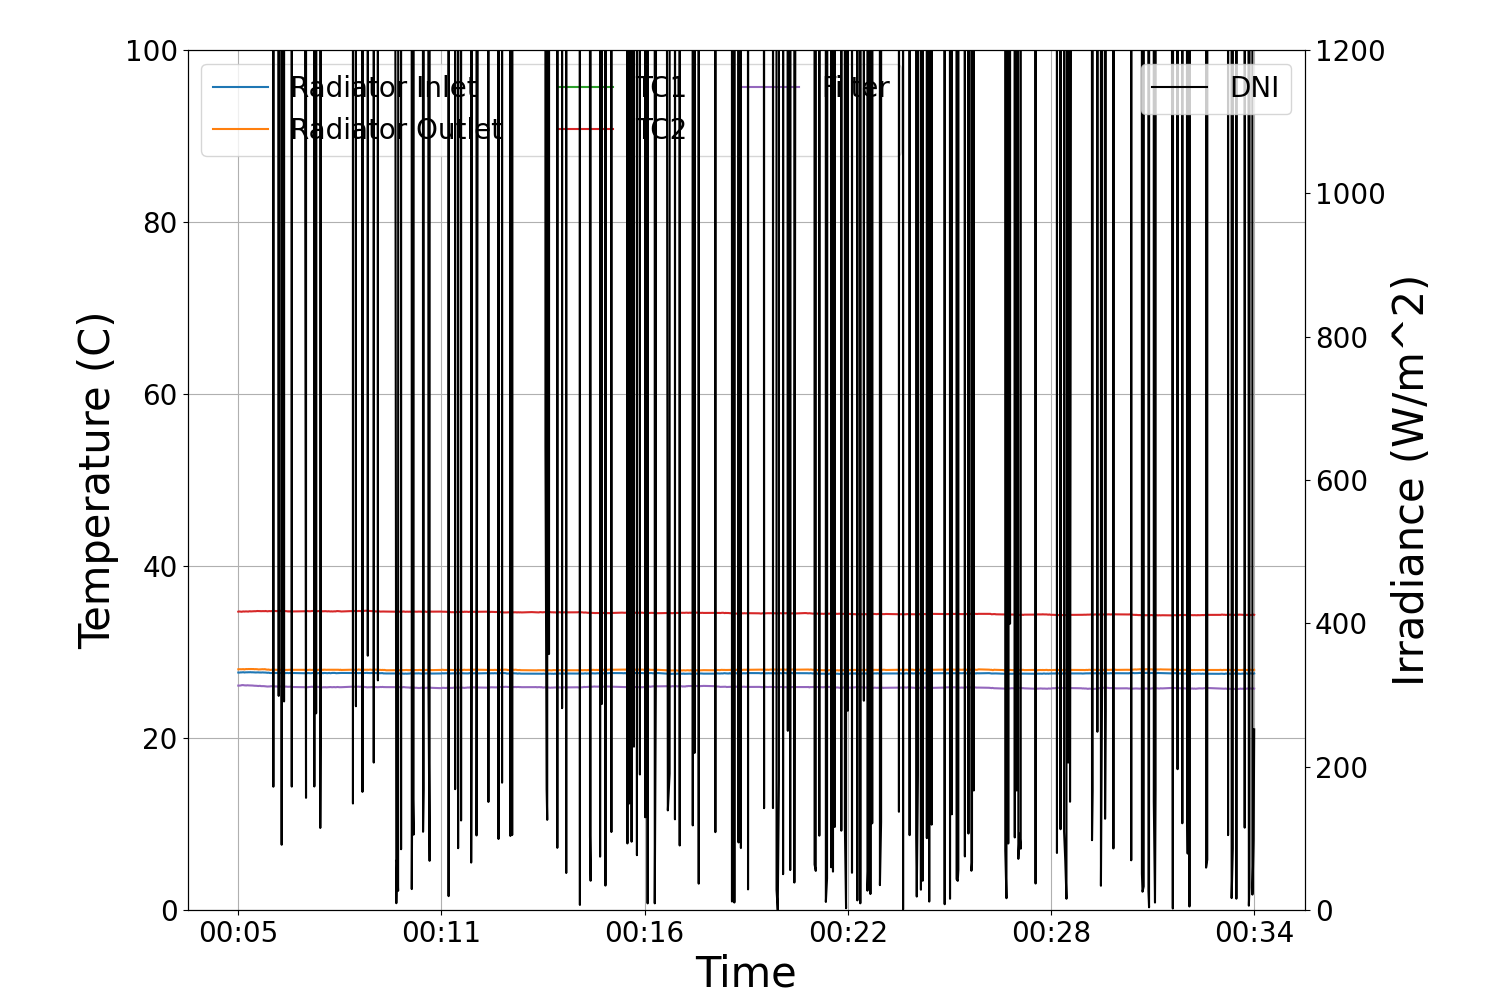 100
80
60
40
20
0
Temperature (C)
Radiator Inlet
Radiator Outlet
TC1
TC2
Filter
DNI
1200
1000
800
600
400
200
0
Irradiance (W/m^2)
00:05 00:11 00:16 00:22 00:28 00:34
Time